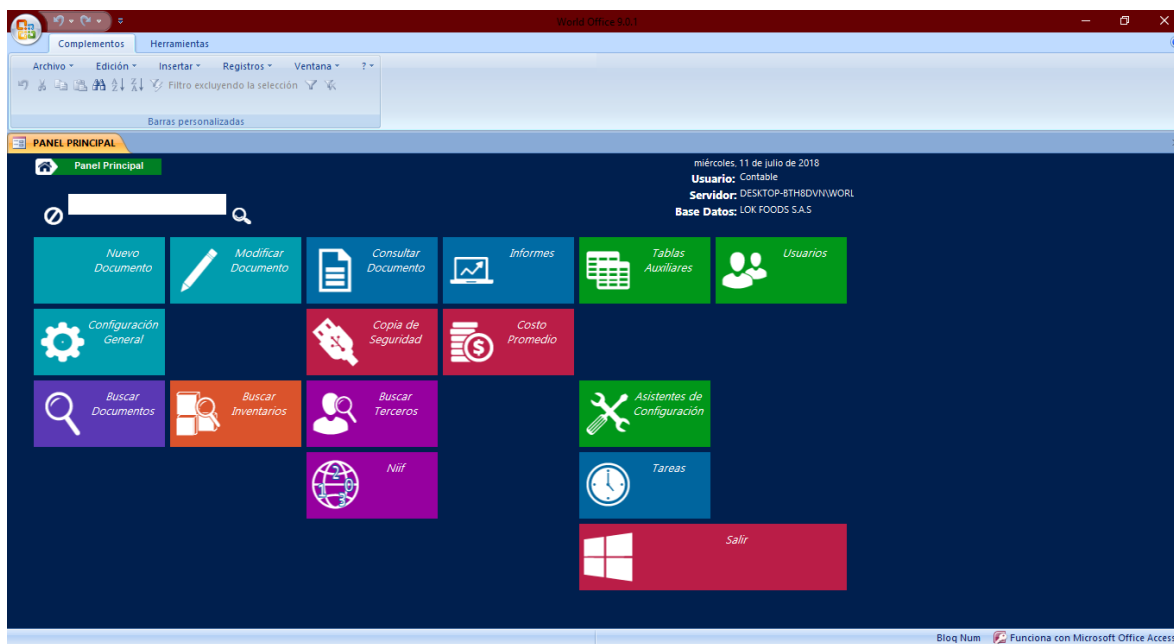 World Office 9.0.1
Complementos Herramientas
Archivo Edición Insertar Registros Ventana ?
Filtro excluyendo la selección
Barras personalizadas
PANEL PRINCIPAL
Panel Principal
miércoles, 11 de julio de 2018
Usuario: Contable
Servidor: DESKTOP-BTH8DVN\WORL
Base Datos: LOK FOODS S.A.S
Nuevo
Documento
Modificar
Documento
Consultar
Documento
Informes
Tablas
Auxiliares
Usuarios
Configuración
General
Copia de
Seguridad
Costo
Promedio
Buscar
Documentos
Buscar
Inventarios
Buscar
Terceros
Asistentes de
Configuración
Niif
Tareas
Salir
Bloq Num Funciona con Microsoft Office Access